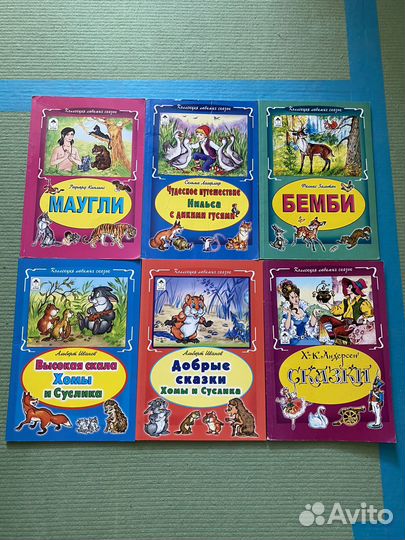 Коллекция любимых сказок
Редьярд Киплинг
МАУГЛИ
Коллекция любимых сказок
Сельма Лагерлёф
Чудесное путешествие
Нильса
с дикими гусями
Коллекция любимых сказок
Феликс Зальтен
БЕМБИ
Коллекция любимых сказок
Альберт Иванов
Высокая скала
Хомы
и Суслика
Коллекция любимых сказок
Альберт Иванов
Добрые
сказки
Хомы и Суслика
Коллекция любимых сказок
Х.-К. Андерсен
СКАЗКИ
Avito